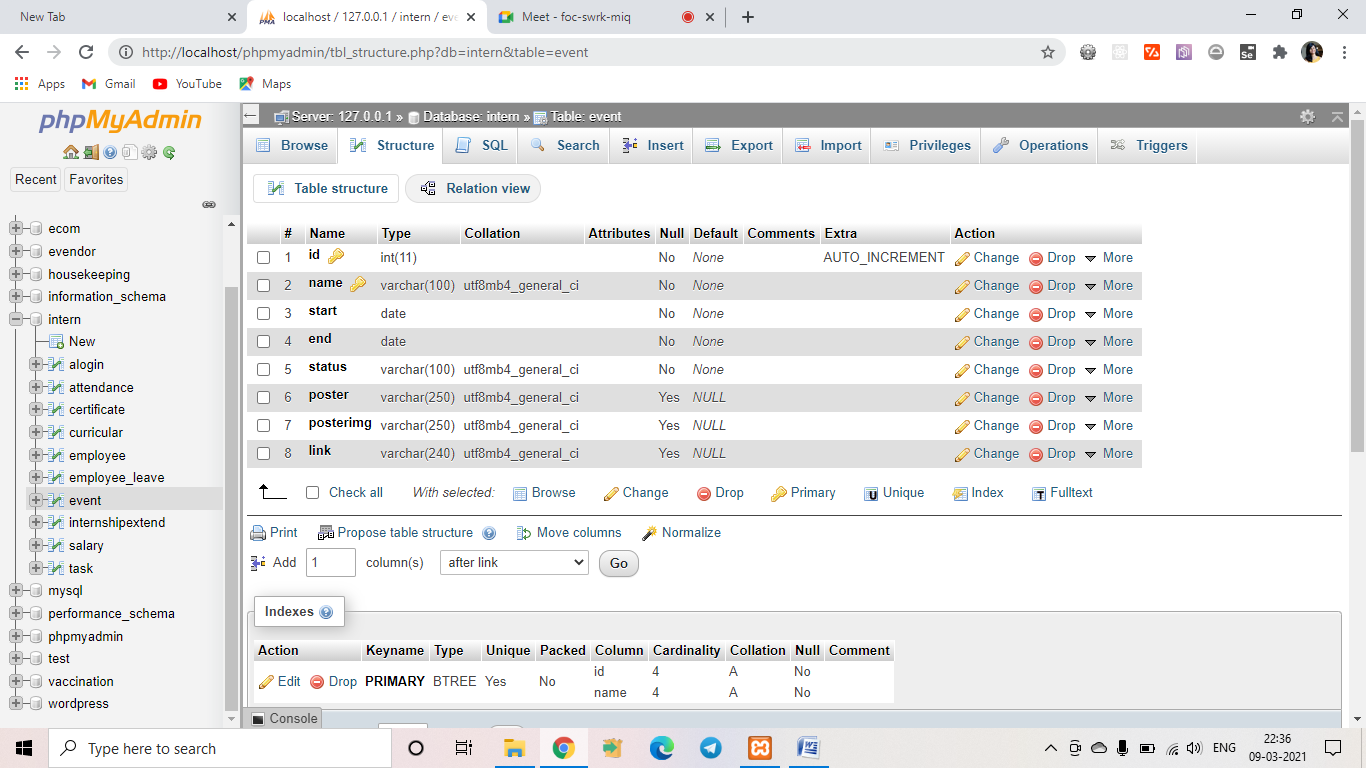 New Tab
localhost / 127.0.0.1 / intern / eve
Meet - foc-swrk-miq
http://localhost/phpmyadmin/tbl_structure.php?db=intern&table=event
Apps Gmail YouTube Maps
phpMyAdmin
Recent Favorites
ecom
evendor
housekeeping
information_schema
intern
New
alogin
attendance
certificate
curricular
employee
employee_leave
event
internshipextend
salary
task
mysql
performance_schema
phpmyadmin
test
vaccination
wordpress
Server: 127.0.0.1 » Database: intern » Table: event
Browse Structure SQL Search Insert Export Import Privileges Operations Triggers
Table structure Relation view
# Name Type Collation Attributes Null Default Comments Extra Action
1 id int(11) No None AUTO_INCREMENT Change Drop More
2 name varchar(100) utf8mb4_general_ci No None Change Drop More
3 start date No None Change Drop More
4 end date No None Change Drop More
5 status varchar(100) utf8mb4_general_ci No None Change Drop More
6 poster varchar(250) utf8mb4_general_ci Yes NULL Change Drop More
7 posterimg varchar(250) utf8mb4_general_ci Yes NULL Change Drop More
8 link varchar(240) utf8mb4_general_ci Yes NULL Change Drop More
Check all With selected: Browse Change Drop Primary Unique Index Fulltext
Print Propose table structure Move columns Normalize
Add 1 column(s) after link Go
Indexes
Action Keyname Type Unique Packed Column Cardinality Collation Null Comment
Edit Drop PRIMARY BTREE Yes No id 4 A No
name 4 A No
Console
Type here to search
ENG
22:36
09-03-2021